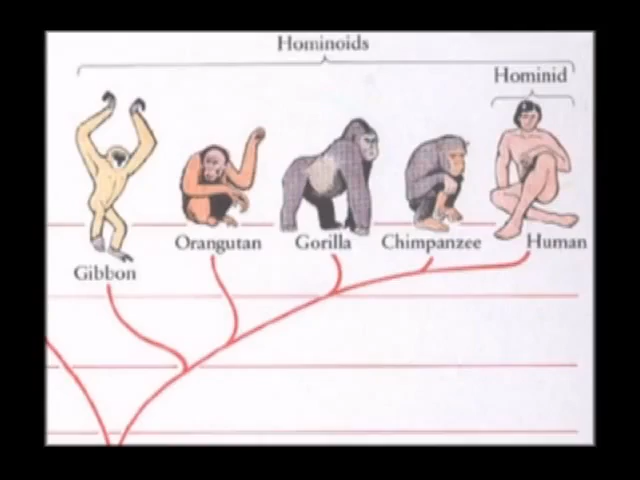 Hominoids
Hominid
Orangutan
Gorilla
Chimpanzee
Human
Gibbon